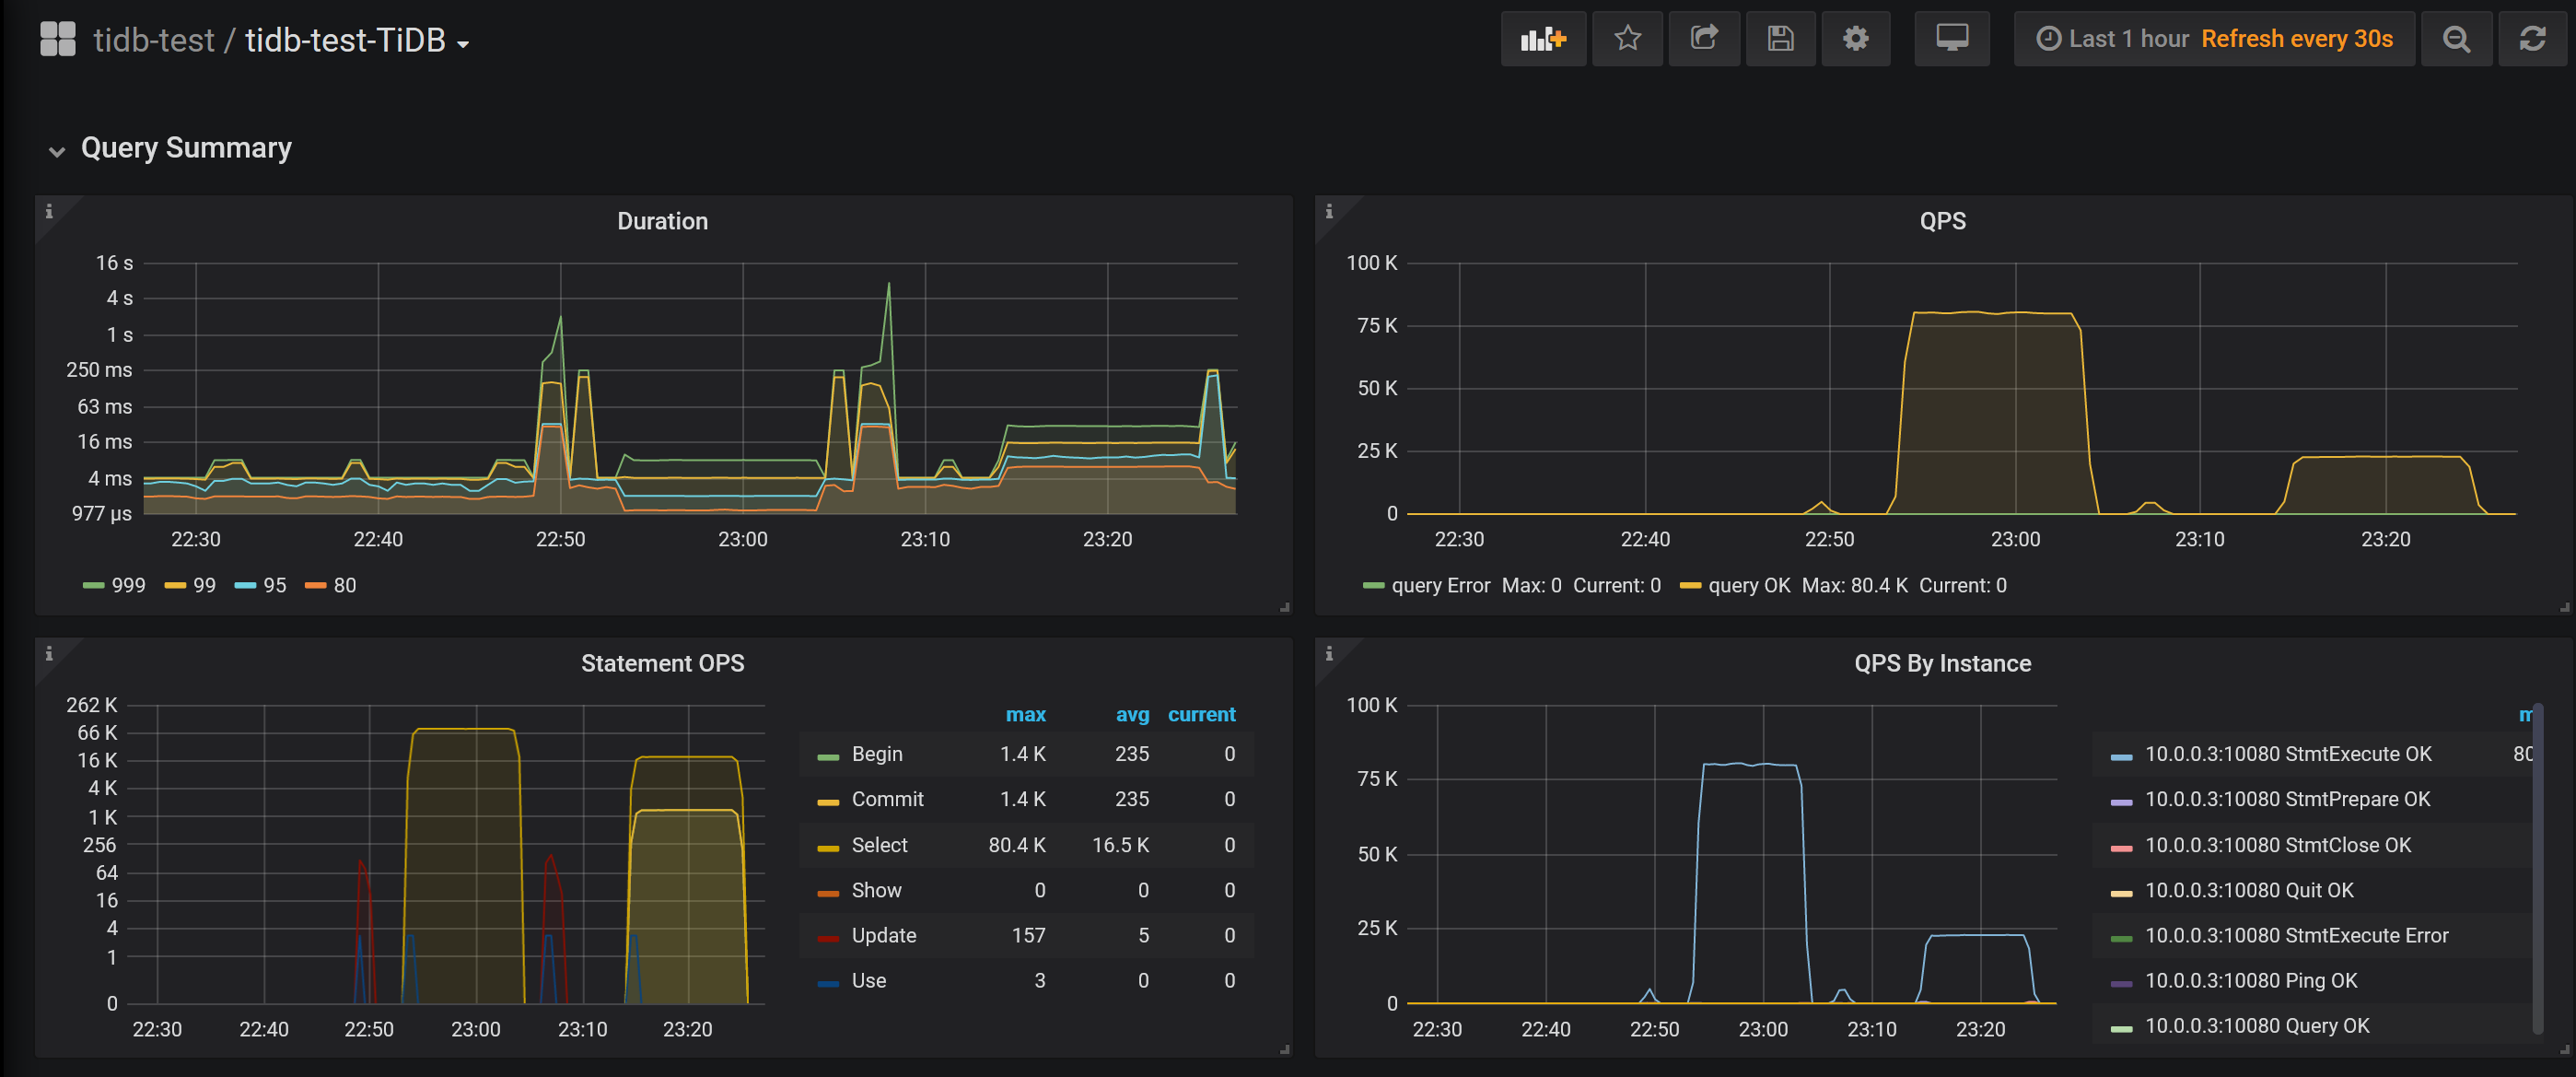 tidb-test / tidb-test-TiDB
Last 1 hour Refresh every 30s
Query Summary
Duration
16 s
4 s
1 s
250 ms
63 ms
16 ms
4 ms
977 µs
22:30 22:40 22:50 23:00 23:10 23:20
999 99 95 80
QPS
100 K
75 K
50 K
25 K
0
22:30 22:40 22:50 23:00 23:10 23:20
query Error Max: 0 Current: 0 query OK Max: 80.4 K Current: 0
Statement OPS
262 K
66 K
16 K
4 K
1 K
256
64
16
4
1
0
22:30 22:40 22:50 23:00 23:10 23:20
max avg current
Begin 1.4 K 235 0
Commit 1.4 K 235 0
Select 80.4 K 16.5 K 0
Show 0 0 0
Update 157 5 0
Use 3 0 0
QPS By Instance
100 K
75 K
50 K
25 K
0
22:30 22:40 22:50 23:00 23:10 23:20
10.0.0.3:10080 StmtExecute OK 80
10.0.0.3:10080 StmtPrepare OK
10.0.0.3:10080 StmtClose OK
10.0.0.3:10080 Quit OK
10.0.0.3:10080 StmtExecute Error
10.0.0.3:10080 Ping OK
10.0.0.3:10080 Query OK